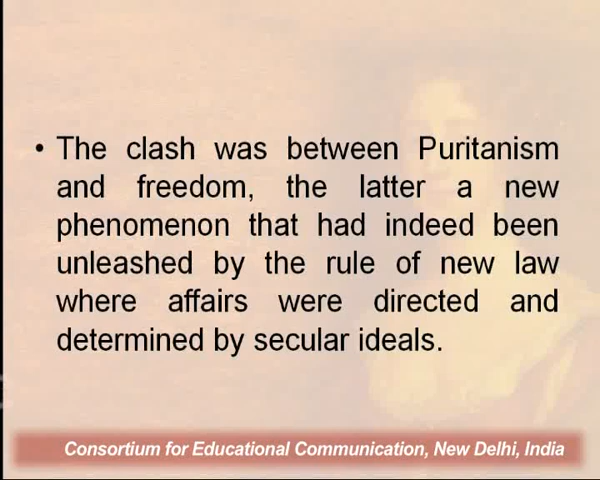 • The clash was between Puritanism
and freedom, the latter a new
phenomenon that had indeed been
unleashed by the rule of new law
where affairs were directed and
determined by secular ideals.
Consortium for Educational Communication, New Delhi, India